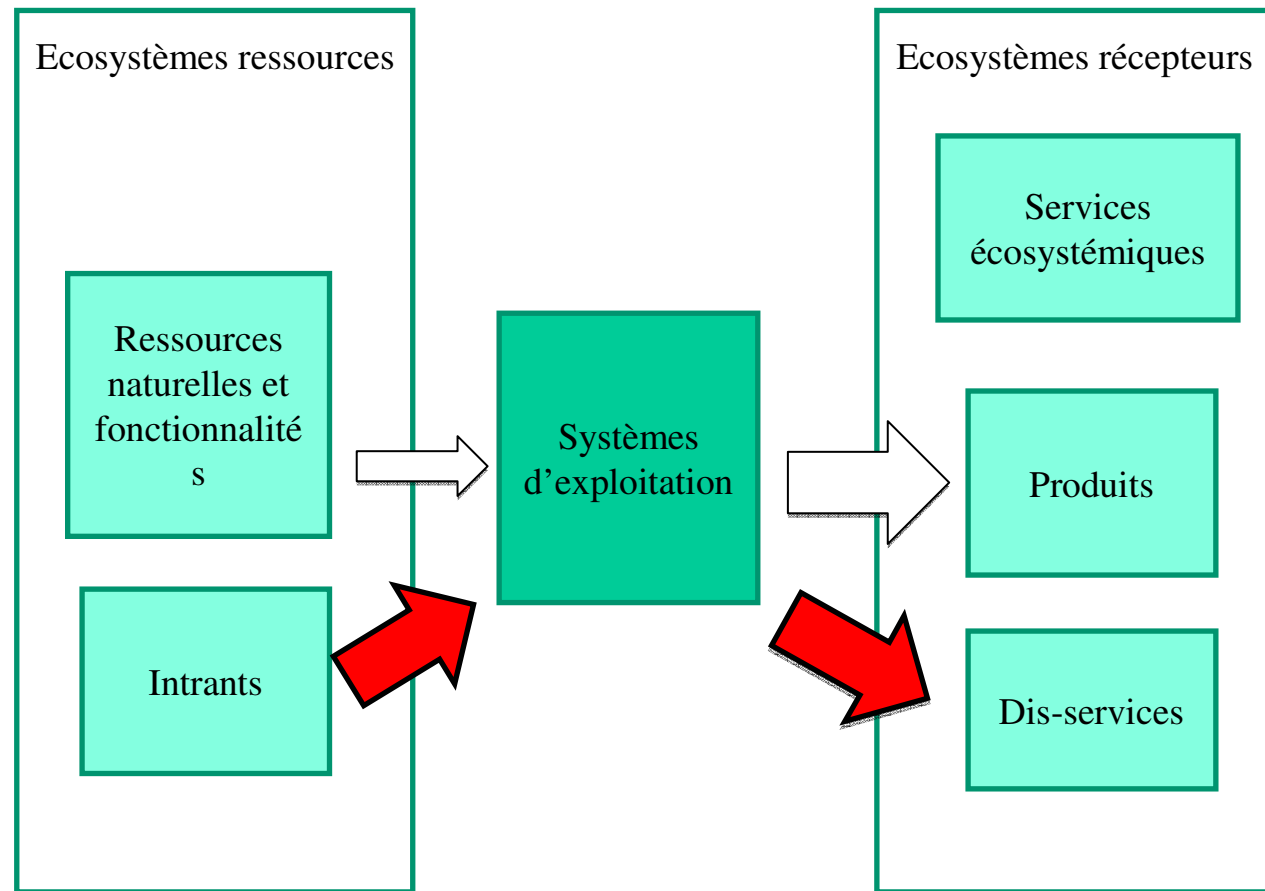 Ecosystèmes ressources
Ressources
naturelles et
fonctionnalité
s
Intrants
Systèmes
d’exploitation
Ecosystèmes récepteurs
Services
écosystémiques
Produits
Dis-services